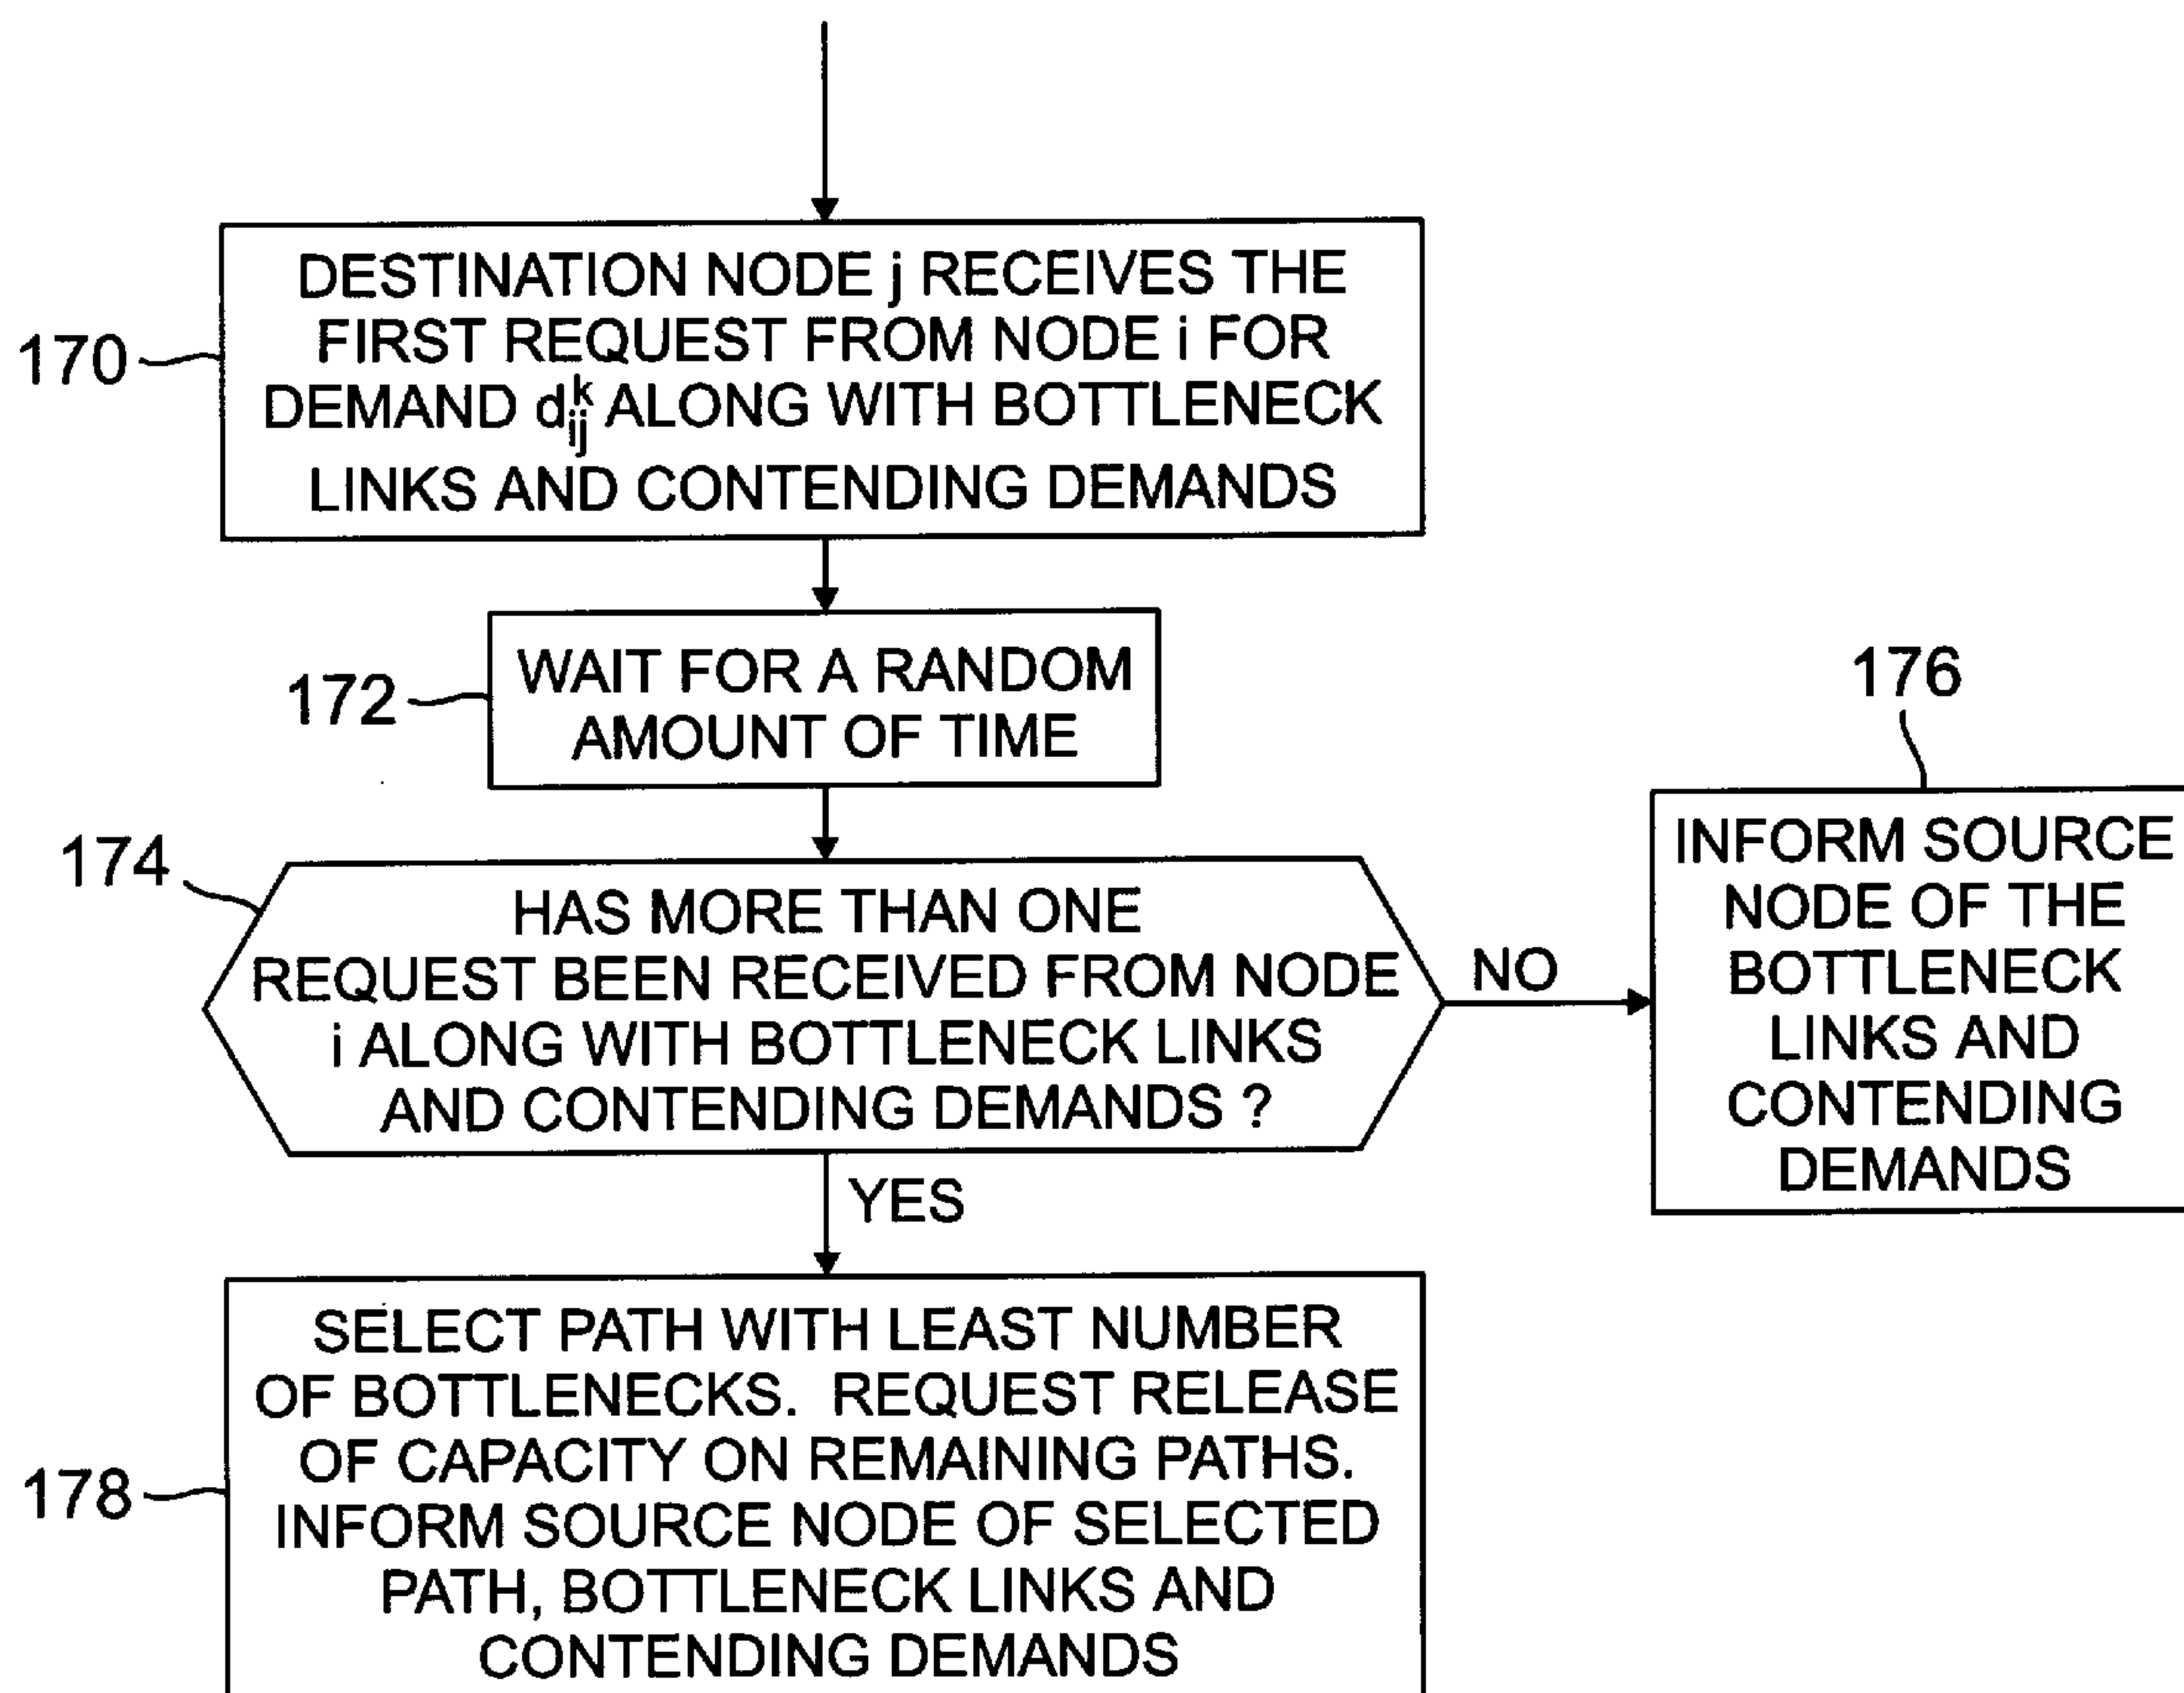 170
DESTINATION NODE j RECEIVES THE
FIRST REQUEST FROM NODE i FOR
DEMAND d_{ij}^{k} ALONG WITH BOTTLENECK
LINKS AND CONTENDING DEMANDS
172
WAIT FOR A RANDOM
AMOUNT OF TIME
174
HAS MORE THAN ONE
REQUEST BEEN RECEIVED FROM NODE
i ALONG WITH BOTTLENECK LINKS
AND CONTENDING DEMANDS ?
NO
176
INFORM SOURCE
NODE OF THE
BOTTLENECK
LINKS AND
CONTENDING
DEMANDS
YES
178
SELECT PATH WITH LEAST NUMBER
OF BOTTLENECKS. REQUEST RELEASE
OF CAPACITY ON REMAINING PATHS.
INFORM SOURCE NODE OF SELECTED
PATH, BOTTLENECK LINKS AND
CONTENDING DEMANDS